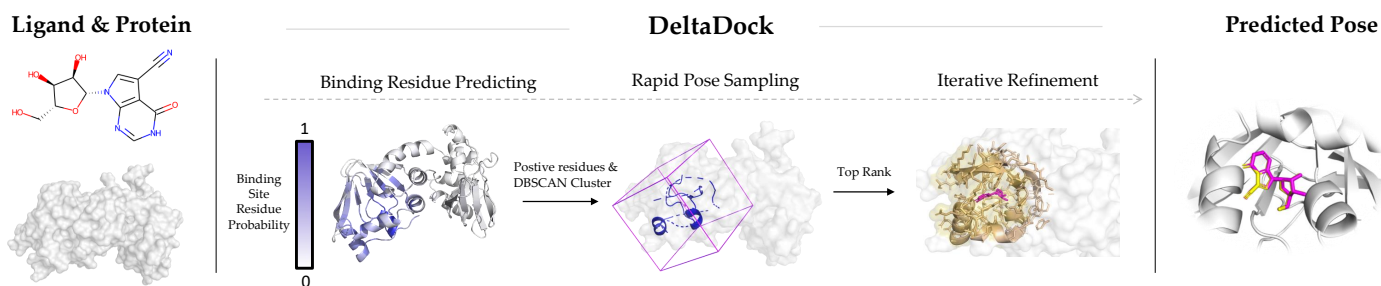 Ligand & Protein
DeltaDock
Predicted Pose
Binding Residue Predicting
Rapid Pose Sampling
Iterative Refinement
OH
HO
HO
O
N
N
O
N
NH
1
Binding
Site
Residue
Probability
0
Postive residues &
DBSCAN Cluster
Top Rank